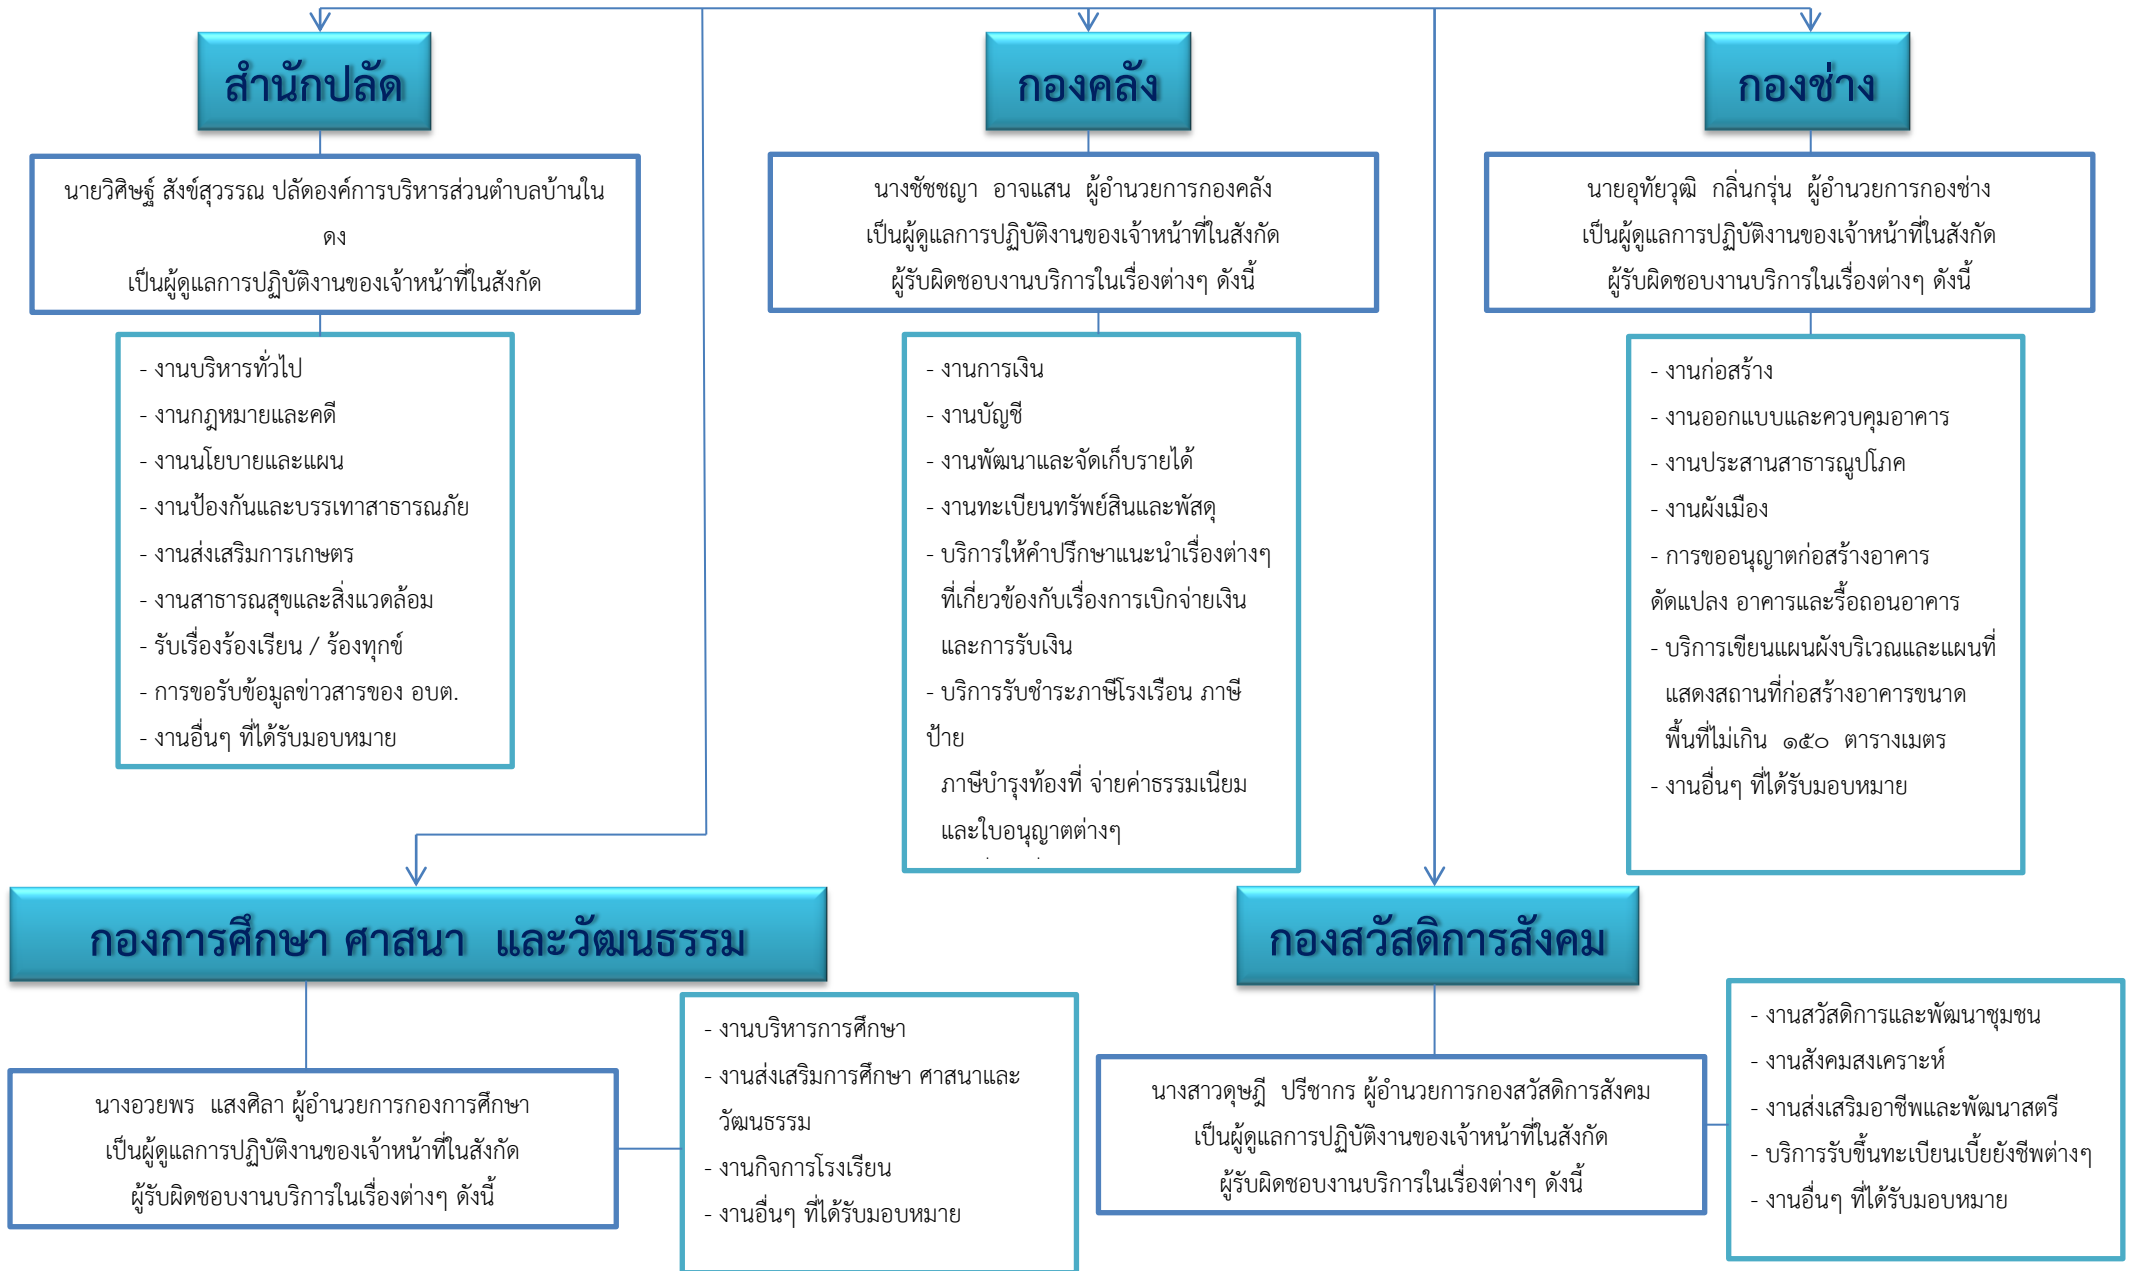 สำนักปลัด
นายวิศิษฐ์ สังข์สุวรรณ ปลัดองค์การบริหารส่วนตำบลบ้านใน
ดง
เป็นผู้ดูแลการปฏิบัติงานของเจ้าหน้าที่ในสังกัด
- งานบริหารทั่วไป
- งานกฎหมายและคดี
- งานนโยบายและแผน
- งานป้องกันและบรรเทาสาธารณภัย
- งานส่งเสริมการเกษตร
- งานสาธารณสุขและสิ่งแวดล้อม
- รับเรื่องร้องเรียน / ร้องทุกข์
- การขอรับข้อมูลข่าวสารของ อบต.
- งานอื่นๆ ที่ได้รับมอบหมาย
กองคลัง
นางชัชชญา อาจแสน ผู้อำนวยการกองคลัง
เป็นผู้ดูแลการปฏิบัติงานของเจ้าหน้าที่ในสังกัด
ผู้รับผิดชอบงานบริการในเรื่องต่างๆ ดังนี้
- งานการเงิน
- งานบัญชี
- งานพัฒนาและจัดเก็บรายได้
- งานทะเบียนทรัพย์สินและพัสดุ
- บริการให้คำปรึกษาแนะนำเรื่องต่างๆ
ที่เกี่ยวข้องกับเรื่องการเบิกจ่ายเงิน
และการรับเงิน
- บริการรับชำระภาษีโรงเรือน ภาษี
ป้าย
ภาษีบำรุงท้องที่ จ่ายค่าธรรมเนียม
และใบอนุญาตต่างๆ
กองช่าง
นายอุทัยวุฒิ กลิ่นกรุ่น ผู้อำนวยการกองช่าง
เป็นผู้ดูแลการปฏิบัติงานของเจ้าหน้าที่ในสังกัด
ผู้รับผิดชอบงานบริการในเรื่องต่างๆ ดังนี้
- งานก่อสร้าง
- งานออกแบบและควบคุมอาคาร
- งานประสานสาธารณูปโภค
- งานผังเมือง
- การขออนุญาตก่อสร้างอาคาร
ดัดแปลง อาคารและรื้อถอนอาคาร
- บริการเขียนแผนผังบริเวณและแผนที่
แสดงสถานที่ก่อสร้างอาคารขนาด
พื้นที่ไม่เกิน ๑๕๐ ตารางเมตร
- งานอื่นๆ ที่ได้รับมอบหมาย
กองการศึกษา ศาสนา และวัฒนธรรม
นางอวยพร แสงศิลา ผู้อำนวยการกองการศึกษา
เป็นผู้ดูแลการปฏิบัติงานของเจ้าหน้าที่ในสังกัด
ผู้รับผิดชอบงานบริการในเรื่องต่างๆ ดังนี้
- งานบริหารการศึกษา
- งานส่งเสริมการศึกษา ศาสนาและ
วัฒนธรรม
- งานกิจการโรงเรียน
- งานอื่นๆ ที่ได้รับมอบหมาย
กองสวัสดิการสังคม
นางสาวดุษฎี ปรีชากร ผู้อำนวยการกองสวัสดิการสังคม
เป็นผู้ดูแลการปฏิบัติงานของเจ้าหน้าที่ในสังกัด
ผู้รับผิดชอบงานบริการในเรื่องต่างๆ ดังนี้
- งานสวัสดิการและพัฒนาชุมชน
- งานสังคมสงเคราะห์
- งานส่งเสริมอาชีพและพัฒนาสตรี
- บริการรับขึ้นทะเบียนเบี้ยยังชีพต่างๆ
- งานอื่นๆ ที่ได้รับมอบหมาย